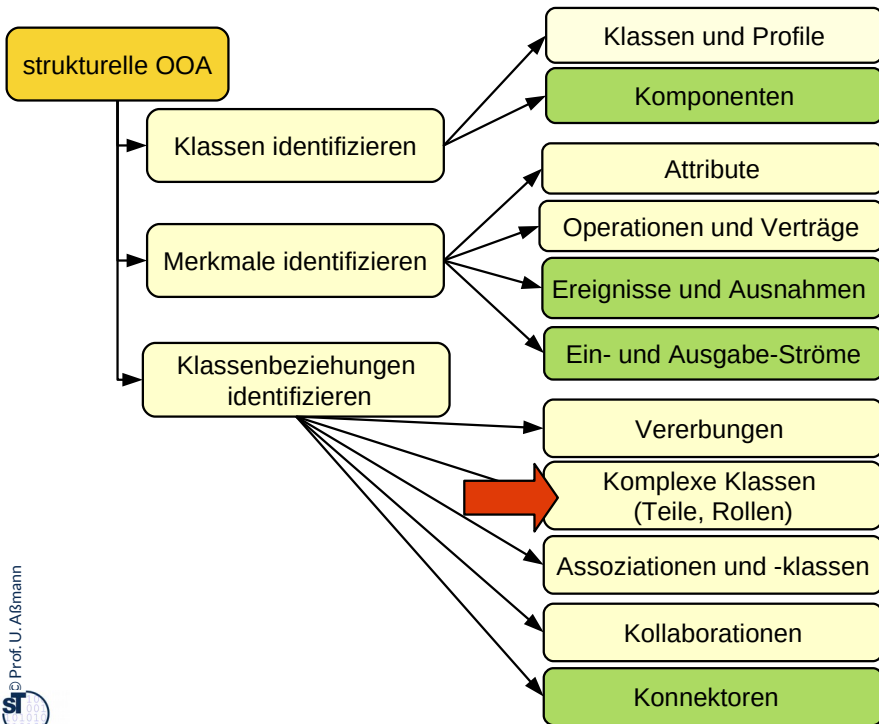 strukturelle OOA
Klassen identifizieren
Klassen und Profile
Komponenten
Merkmale identifizieren
Attribute
Operationen und Verträge
Ereignisse und Ausnahmen
Ein- und Ausgabe-Ströme
Klassenbeziehungen
identifizieren
Vererbungen
Komplexe Klassen
(Teile, Rollen)
Assoziationen und -klassen
Kollaborationen
Konnektoren
© Prof. U. Aßmann
ST